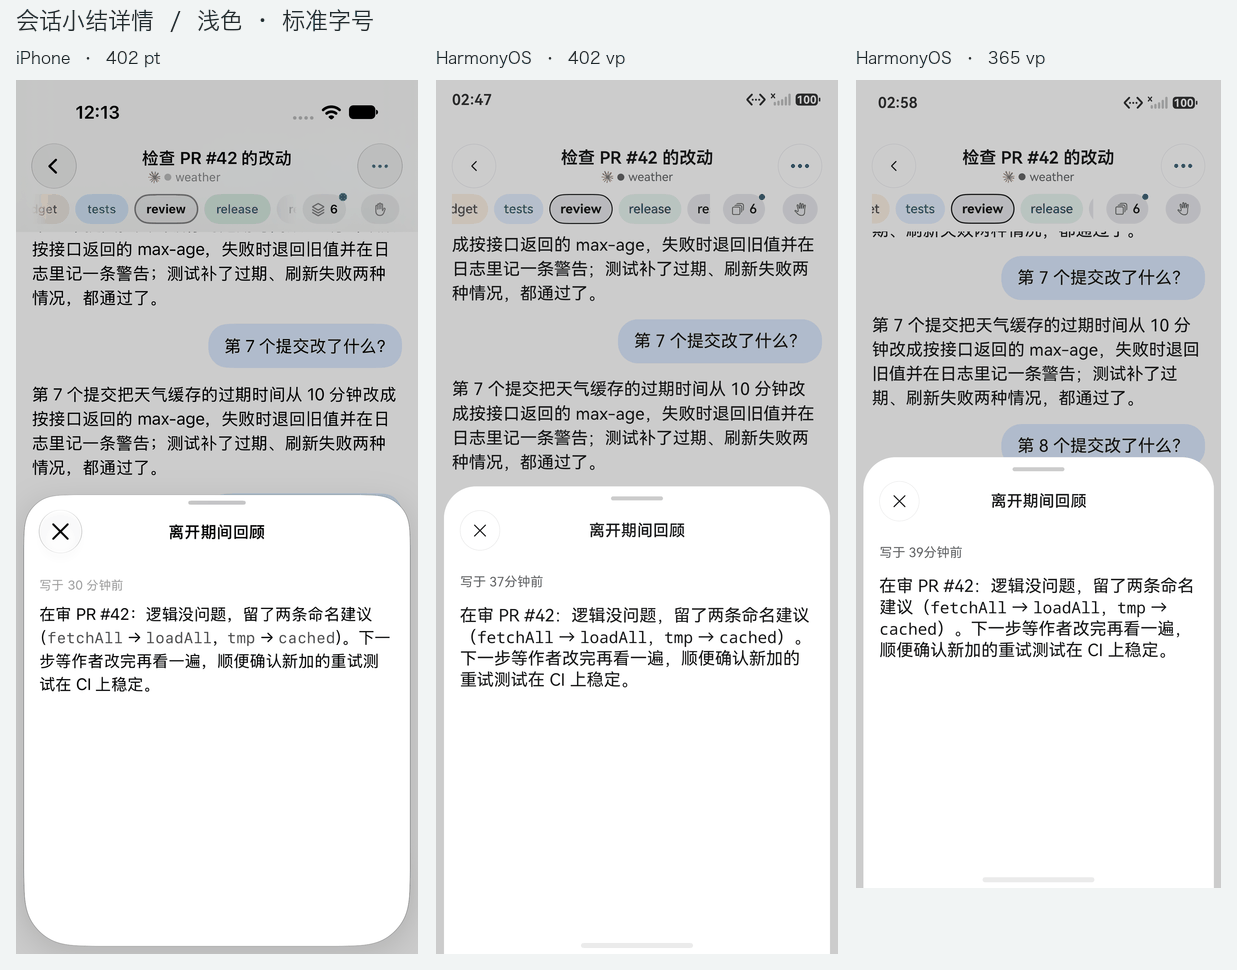 会话小结详情 / 浅色 · 标准字号
iPhone · 402 pt
12:13
检查 PR #42 的改动
weather
dget
tests
review
release
6
按接口返回的 max-age，失败时退回旧值并在日
志里记一条警告；测试补了过期、刷新失败两种
情况，都通过了。
第 7 个提交改了什么？
第 7 个提交把天气缓存的过期时间从 10 分钟改成
按接口返回的 max-age，失败时退回旧值并在日
志里记一条警告；测试补了过期、刷新失败两种
情况，都通过了。
离开期间回顾
写于 30 分钟前
在审 PR #42：逻辑没问题，留了两条命名建议
(fetchAll → loadAll，tmp → cached)。下一
步等作者改完再看一遍，顺便确认新加的重试测
试在 CI 上稳定。
HarmonyOS · 402 vp
02:47
100
检查 PR #42 的改动
weather
dget
tests
review
release
re
6
成按接口返回的 max-age，失败时退回旧值并在
日志里记一条警告；测试补了过期、刷新失败两
种情况，都通过了。
第 7 个提交改了什么？
第 7 个提交把天气缓存的过期时间从 10 分钟改
成按接口返回的 max-age，失败时退回旧值并在
日志里记一条警告；测试补了过期、刷新失败两
种情况，都通过了。
离开期间回顾
写于 37分钟前
在审 PR #42：逻辑没问题，留了两条命名建议
（fetchAll → loadAll，tmp → cached）。
下一步等作者改完再看一遍，顺便确认新加的
重试测试在 CI 上稳定。
HarmonyOS · 365 vp
02:58
100
检查 PR #42 的改动
weather
et
tests
review
release
6
期、刷新失败两种情况，都通过了。
第 7 个提交改了什么？
第 7 个提交把天气缓存的过期时间从 10 分
钟改成按接口返回的 max-age，失败时退回
旧值并在日志里记一条警告；测试补了过
期、刷新失败两种情况，都通过了。
第 8 个提交改了什么？
离开期间回顾
写于 39分钟前
在审 PR #42：逻辑没问题，留了两条命名
建议（fetchAll → loadAll，tmp →
cached）。下一步等作者改完再看一遍，
顺便确认新加的重试测试在 CI 上稳定。